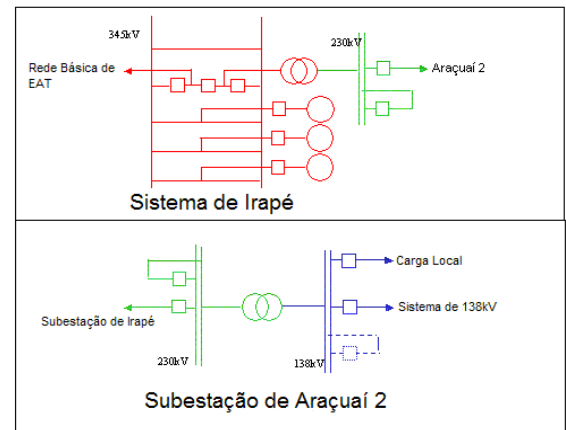 345kV
230kV
Rede Básica de
EAT
Araçuaí 2
Sistema de Irapé
Carga Local
Sistema de 138kV
Subestação de Irapé
230kV
138kV
Subestação de Araçuaí 2